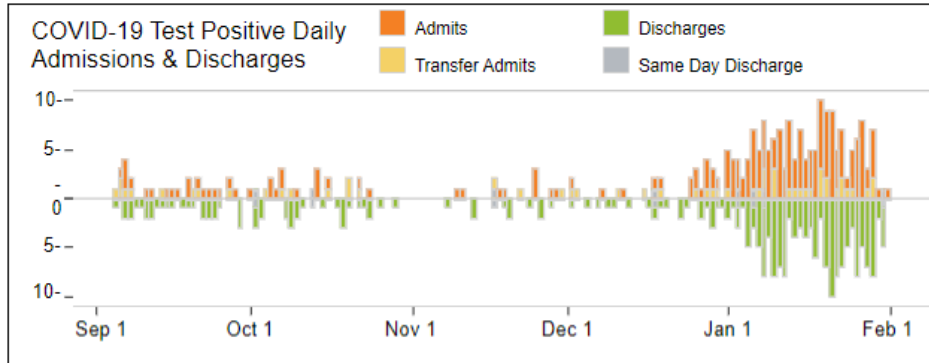 COVID-19 Test Positive Daily
Admissions & Discharges
Admits
Discharges
Transfer Admits
Same Day Discharge
10-
5-
0
5-
10-
Sep 1
Oct 1
Nov 1
Dec 1
Jan 1
Feb 1